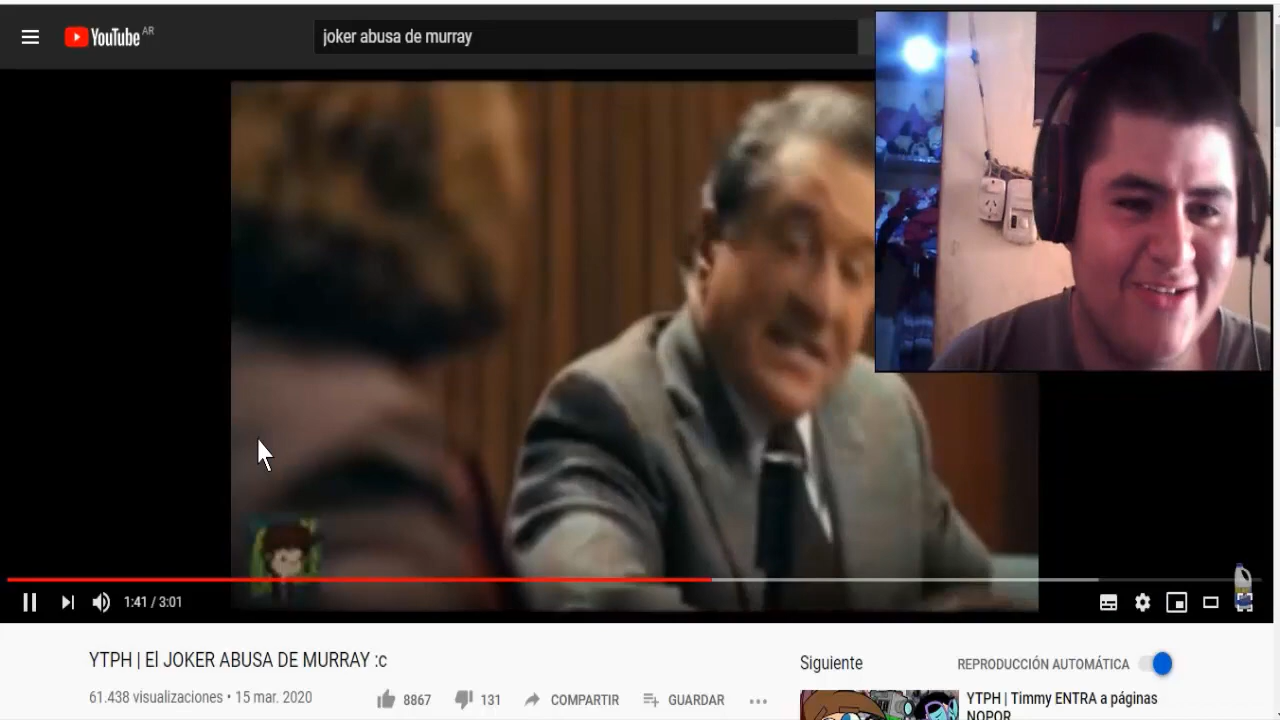 YouTube AR
joker abusa de murray
1:41 / 3:01
YTPH | El JOKER ABUSA DE MURRAY :c
61.438 visualizaciones • 15 mar. 2020
8867
131
COMPARTIR
GUARDAR
Siguiente
REPRODUCCIÓN AUTOMÁTICA
YTPH | Timmy ENTRA a páginas
NOPOR